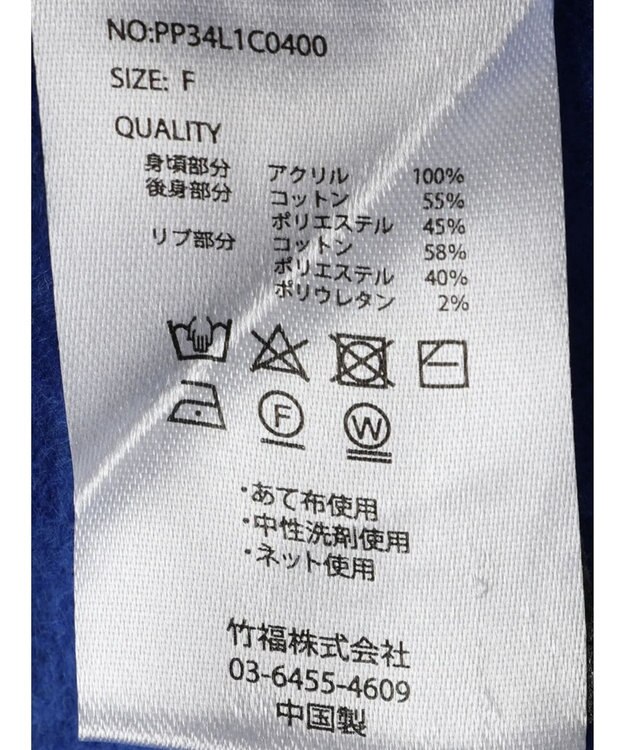 NO:PP34L1C0400
SIZE: F
QUALITY
身頃部分 アクリル 100%
後身部分 コットン 55%
ポリエステル 45%
リブ部分 コットン 58%
ポリエステル 40%
ポリウレタン 2%
F W
・あて布使用
・中性洗剤使用
・ネット使用
竹福株式会社
03-6455-4609
中国製